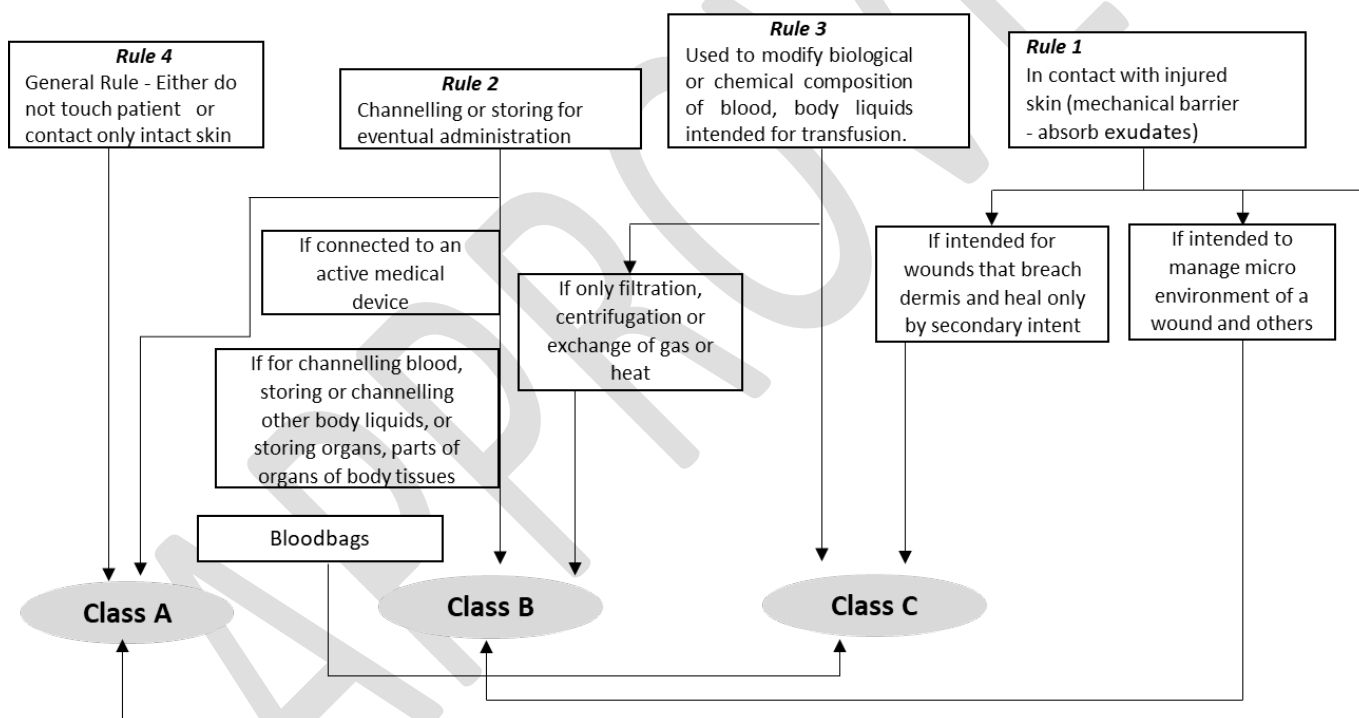 Rule 4
General Rule - Either do
not touch patient or
contact only intact skin
Rule 2
Channelling or storing for
eventual administration
Rule 3
Used to modify biological
or chemical composition
of blood, body liquids
intended for transfusion.
Rule 1
In contact with injured
skin (mechanical barrier
- absorb exudates)
If connected to an
active medical
device
If for channelling blood,
storing or channelling
other body liquids, or
storing organs, parts of
organs of body tissues
If only filtration,
centrifugation or
exchange of gas or
heat
If intended for
wounds that breach
dermis and heal only
by secondary intent
If intended to
manage micro
environment of a
wound and others
Bloodbags
Class A
Class B
Class C
APPROVE